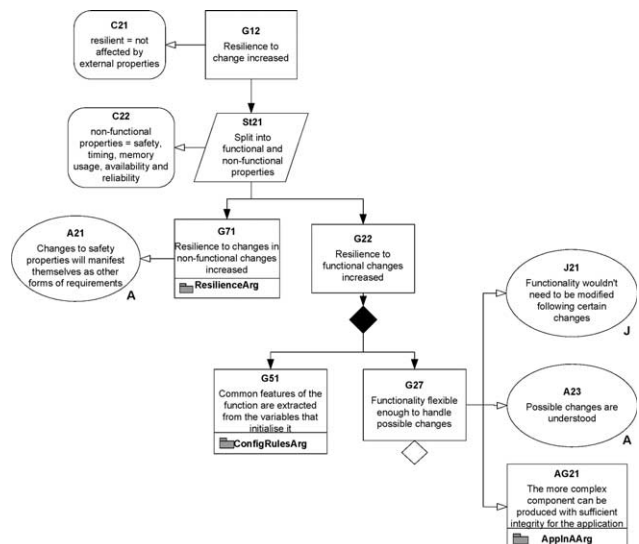 C21
resilient = not
affected by
external properties
G12
Resilience to
change increased
C22
non-functional
properties = safety,
timing, memory
usage, availability and
reliability
St21
Split into
functional and
non-functional
properties
A21
Changes to safety
properties will manifest
themselves as other
forms of requirements
A
G71
Resilience to changes in
non-functional changes
increased
ResilienceArg
G22
Resilience to
functional changes
increased
J21
Functionality wouldn't
need to be modified
following certain
changes
J
G51
Common features of the
function are extracted
from the variables that
initialise it
ConfigRulesArg
G27
Functionality flexible
enough to handle
possible changes
A23
Possible changes are
understood
A
AG21
The more complex
component can be
produced with sufficient
integrity for the application
AppInAArg